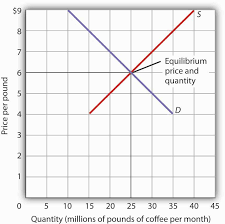 $9
S
8
7
Equilibrium
price and
quantity
6
5
4
D
3
2
1
0
5
10
15
20
25
30
35
40
45
Price per pound
Quantity (millions of pounds of coffee per month)